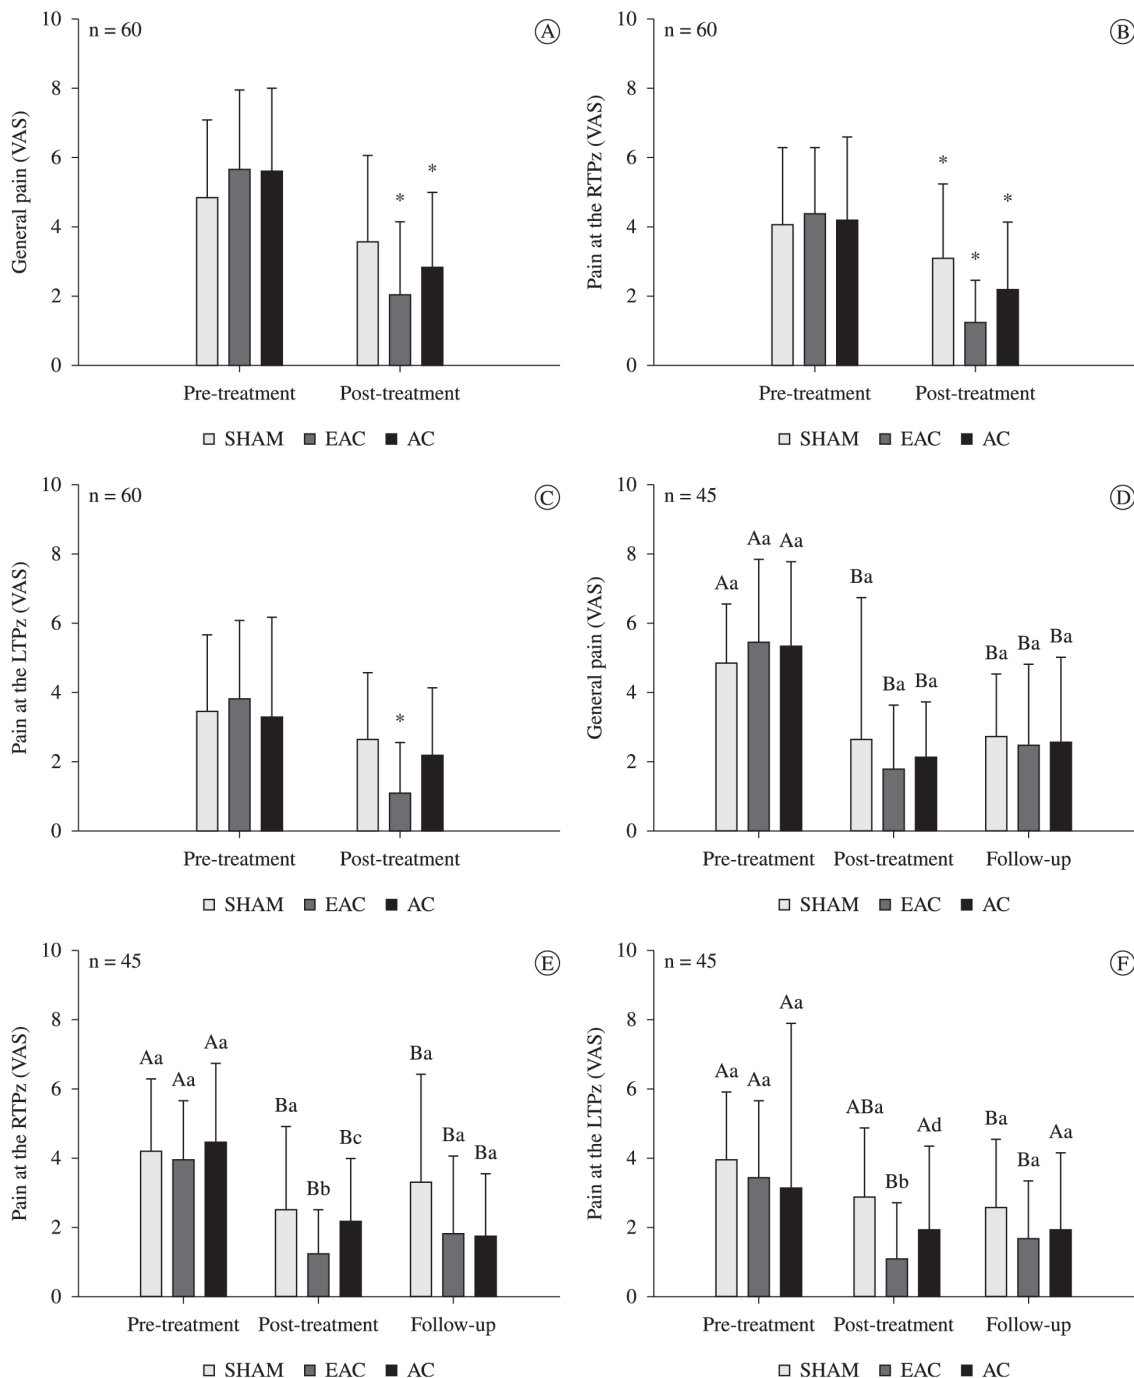 n = 60
A
General pain (VAS)
10
8
6
4
2
0
*
*
Pre-treatment Post-treatment
SHAM EAC AC
n = 60
B
Pain at the RTPz (VAS)
10
8
6
4
2
0
*
*
*
Pre-treatment Post-treatment
SHAM EAC AC
n = 60
C
Pain at the LTPz (VAS)
10
8
6
4
2
0
*
Pre-treatment Post-treatment
SHAM EAC AC
n = 45
D
General pain (VAS)
10
8
6
4
2
0
Aa Aa Aa
Ba Ba Ba
Ba Ba Ba
Pre-treatment Post-treatment Follow-up
SHAM EAC AC
n = 45
E
Pain at the RTPz (VAS)
10
8
6
4
2
0
Aa Aa Aa
Ba Bb Bc
Ba Ba Ba
Pre-treatment Post-treatment Follow-up
SHAM EAC AC
n = 45
F
Pain at the LTPz (VAS)
10
8
6
4
2
0
Aa Aa Aa
ABa Bb Ad
Ba Ba Aa
Pre-treatment Post-treatment Follow-up
SHAM EAC AC